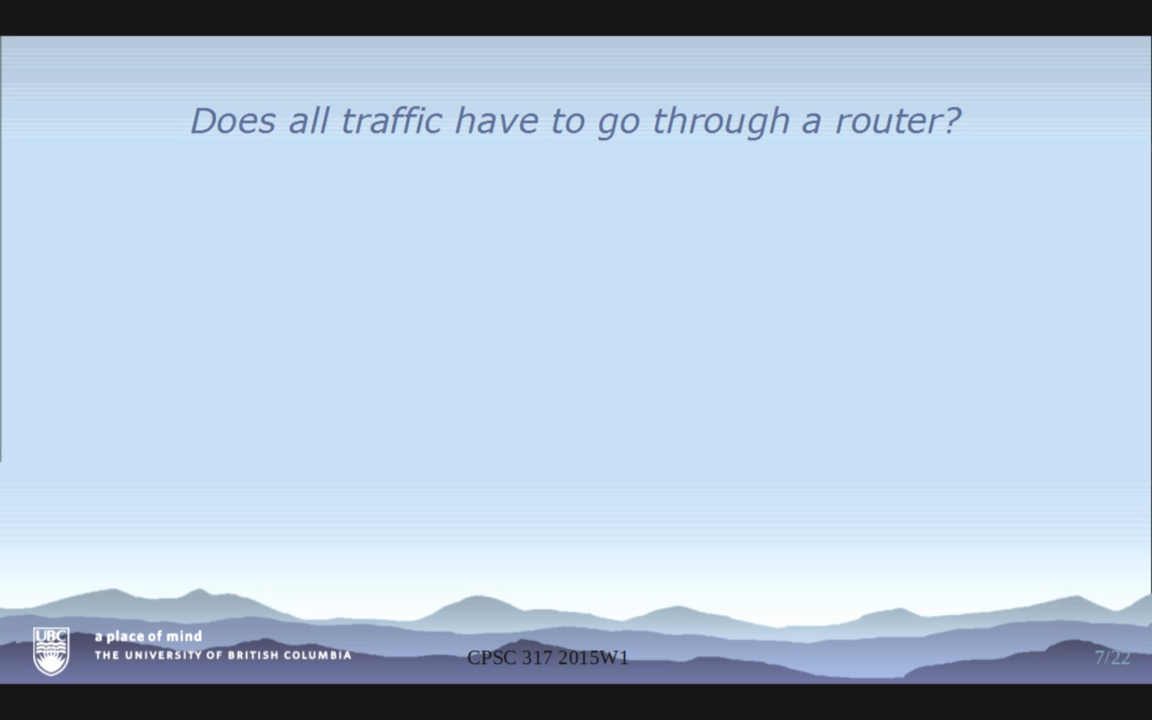 Does all traffic have to go through a router?
UBC
a place of mind
THE UNIVERSITY OF BRITISH COLUMBIA
CPSC 317 2015W1
7/22